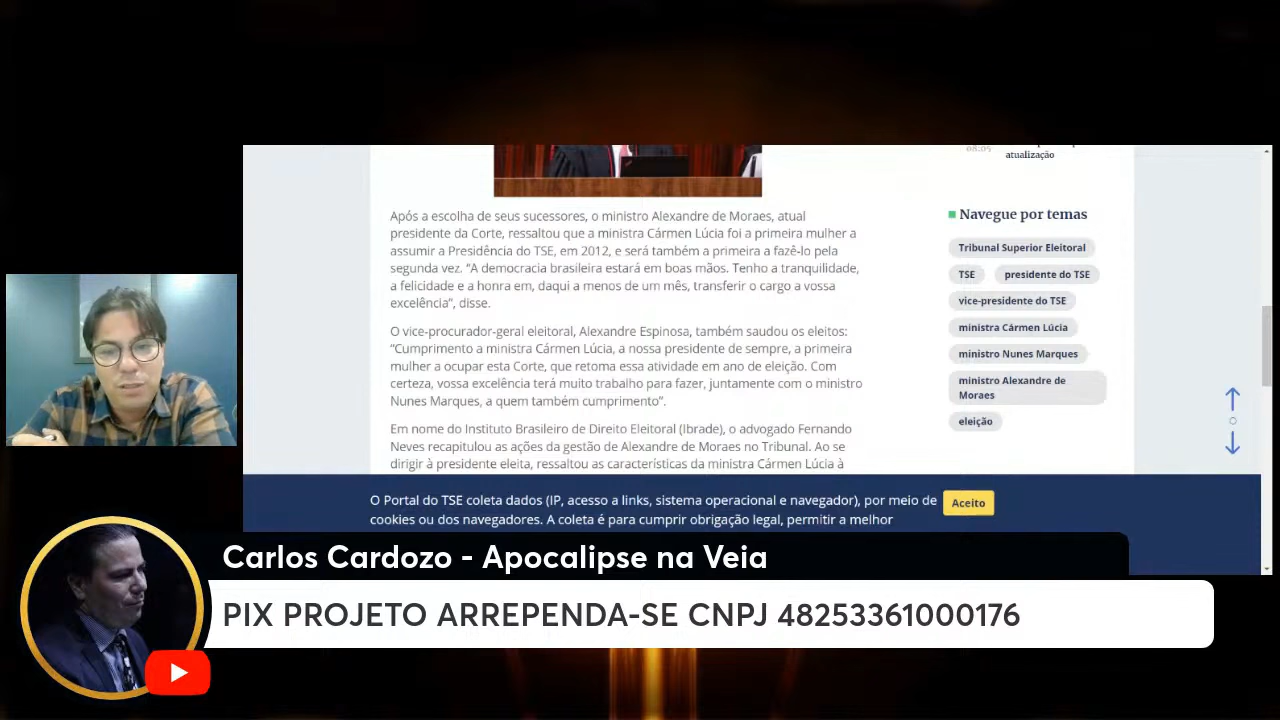 08:05
atualização
Após a escolha de seus sucessores, o ministro Alexandre de Moraes, atual
presidente da Corte, ressaltou que a ministra Cármen Lúcia foi a primeira mulher a
assumir a Presidência do TSE, em 2012, e será também a primeira a fazê-lo pela
segunda vez. “A democracia brasileira estará em boas mãos. Tenho a tranquilidade,
a felicidade e a honra em, daqui a menos de um mês, transferir o cargo a vossa
excelência”, disse.
O vice-procurador-geral eleitoral, Alexandre Espinosa, também saudou os eleitos:
“Cumprimento a ministra Cármen Lúcia, a nossa presidente de sempre, a primeira
mulher a ocupar esta Corte, que retoma essa atividade em ano de eleição. Com
certeza, vossa excelência terá muito trabalho para fazer, juntamente com o ministro
Nunes Marques, a quem também cumprimento”.
Em nome do Instituto Brasileiro de Direito Eleitoral (Ibrade), o advogado Fernando
Neves recapitulou as ações da gestão de Alexandre de Moraes no Tribunal. Ao se
dirigir à presidente eleita, ressaltou as características da ministra Cármen Lúcia à
Navegue por temas
Tribunal Superior Eleitoral
TSE presidente do TSE
vice-presidente do TSE
ministra Cármen Lúcia
ministro Nunes Marques
ministro Alexandre de
Moraes
eleição
O Portal do TSE coleta dados (IP, acesso a links, sistema operacional e navegador), por meio de
cookies ou dos navegadores. A coleta é para cumprir obrigação legal, permitir a melhor
Aceito
Carlos Cardozo - Apocalipse na Veia
PIX PROJETO ARREPENDA-SE CNPJ 48253361000176